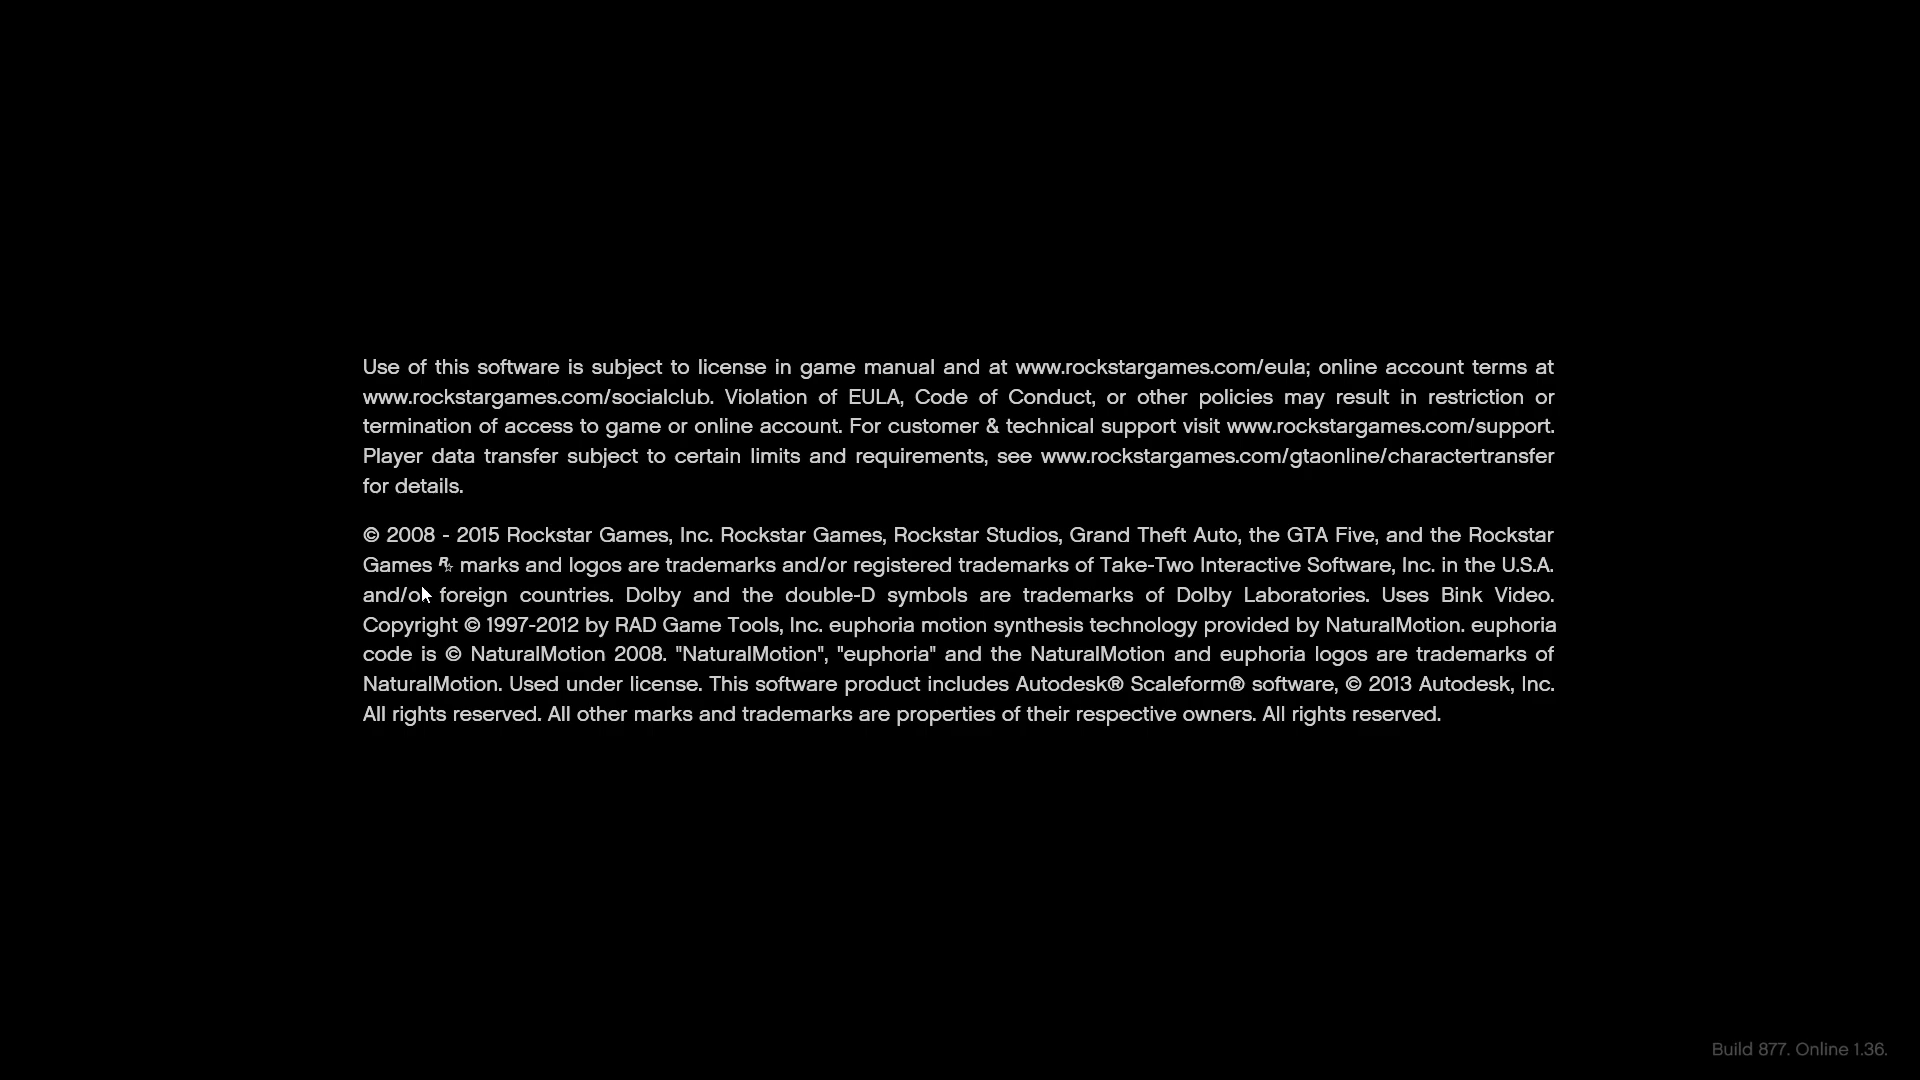 Use of this software is subject to license in game manual and at www.rockstargames.com/eula; online account terms at
www.rockstargames.com/socialclub. Violation of EULA, Code of Conduct, or other policies may result in restriction or
termination of access to game or online account. For customer & technical support visit www.rockstargames.com/support.
Player data transfer subject to certain limits and requirements, see www.rockstargames.com/gtaonline/charactertransfer
for details.
© 2008 - 2015 Rockstar Games, Inc. Rockstar Games, Rockstar Studios, Grand Theft Auto, the GTA Five, and the Rockstar
Games R☆ marks and logos are trademarks and/or registered trademarks of Take-Two Interactive Software, Inc. in the U.S.A.
and/or foreign countries. Dolby and the double-D symbols are trademarks of Dolby Laboratories. Uses Bink Video.
Copyright © 1997-2012 by RAD Game Tools, Inc. euphoria motion synthesis technology provided by NaturalMotion. euphoria
code is © NaturalMotion 2008. "NaturalMotion", "euphoria" and the NaturalMotion and euphoria logos are trademarks of
NaturalMotion. Used under license. This software product includes Autodesk® Scaleform® software, © 2013 Autodesk, Inc.
All rights reserved. All other marks and trademarks are properties of their respective owners. All rights reserved.
Build 877. Online 1.36.